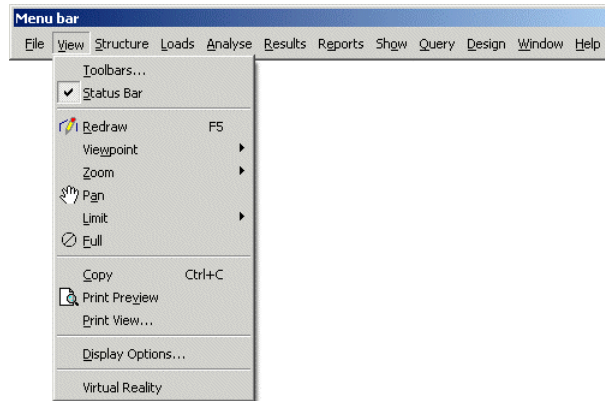 Menu bar
File View Structure Loads Analyse Results Reports Show Query Design Window Help
Toolbars...
Status Bar
Redraw F5
Viewpoint
Zoom
Pan
Limit
Full
Copy Ctrl+C
Print Preview
Print View...
Display Options...
Virtual Reality